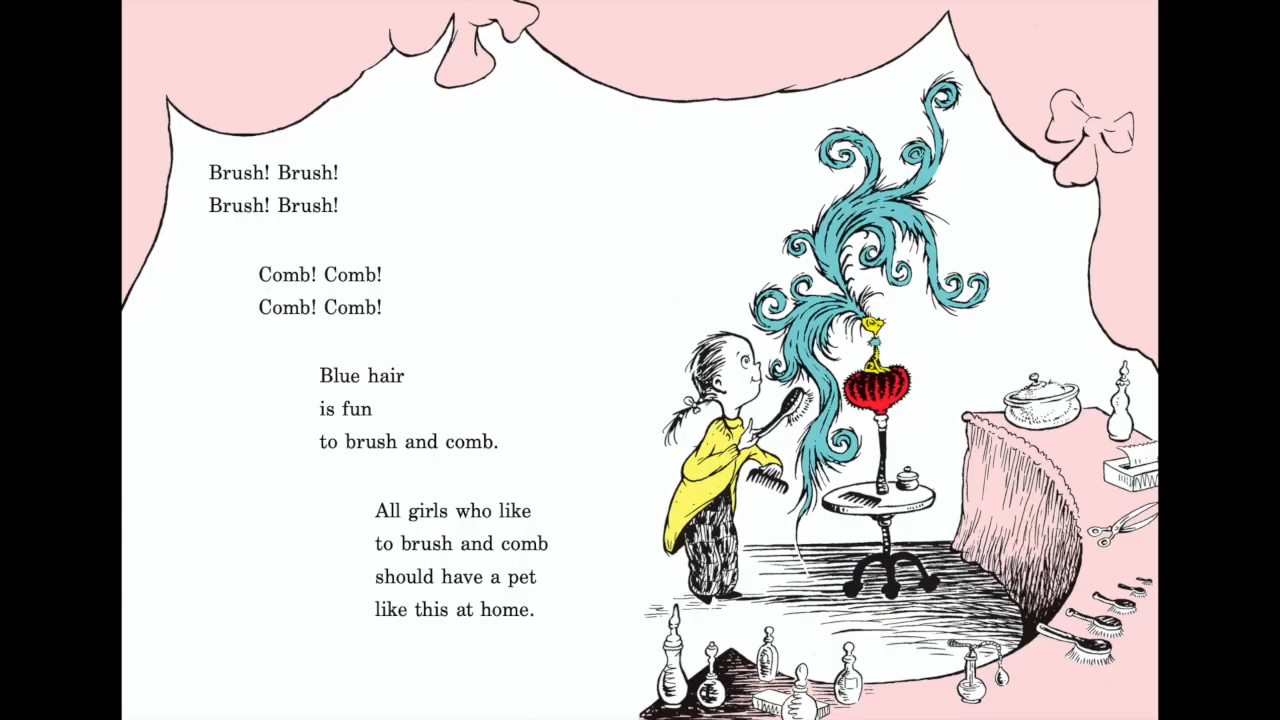 Brush! Brush!
Brush! Brush!
Comb! Comb!
Comb! Comb!
Blue hair
is fun
to brush and comb.
All girls who like
to brush and comb
should have a pet
like this at home.